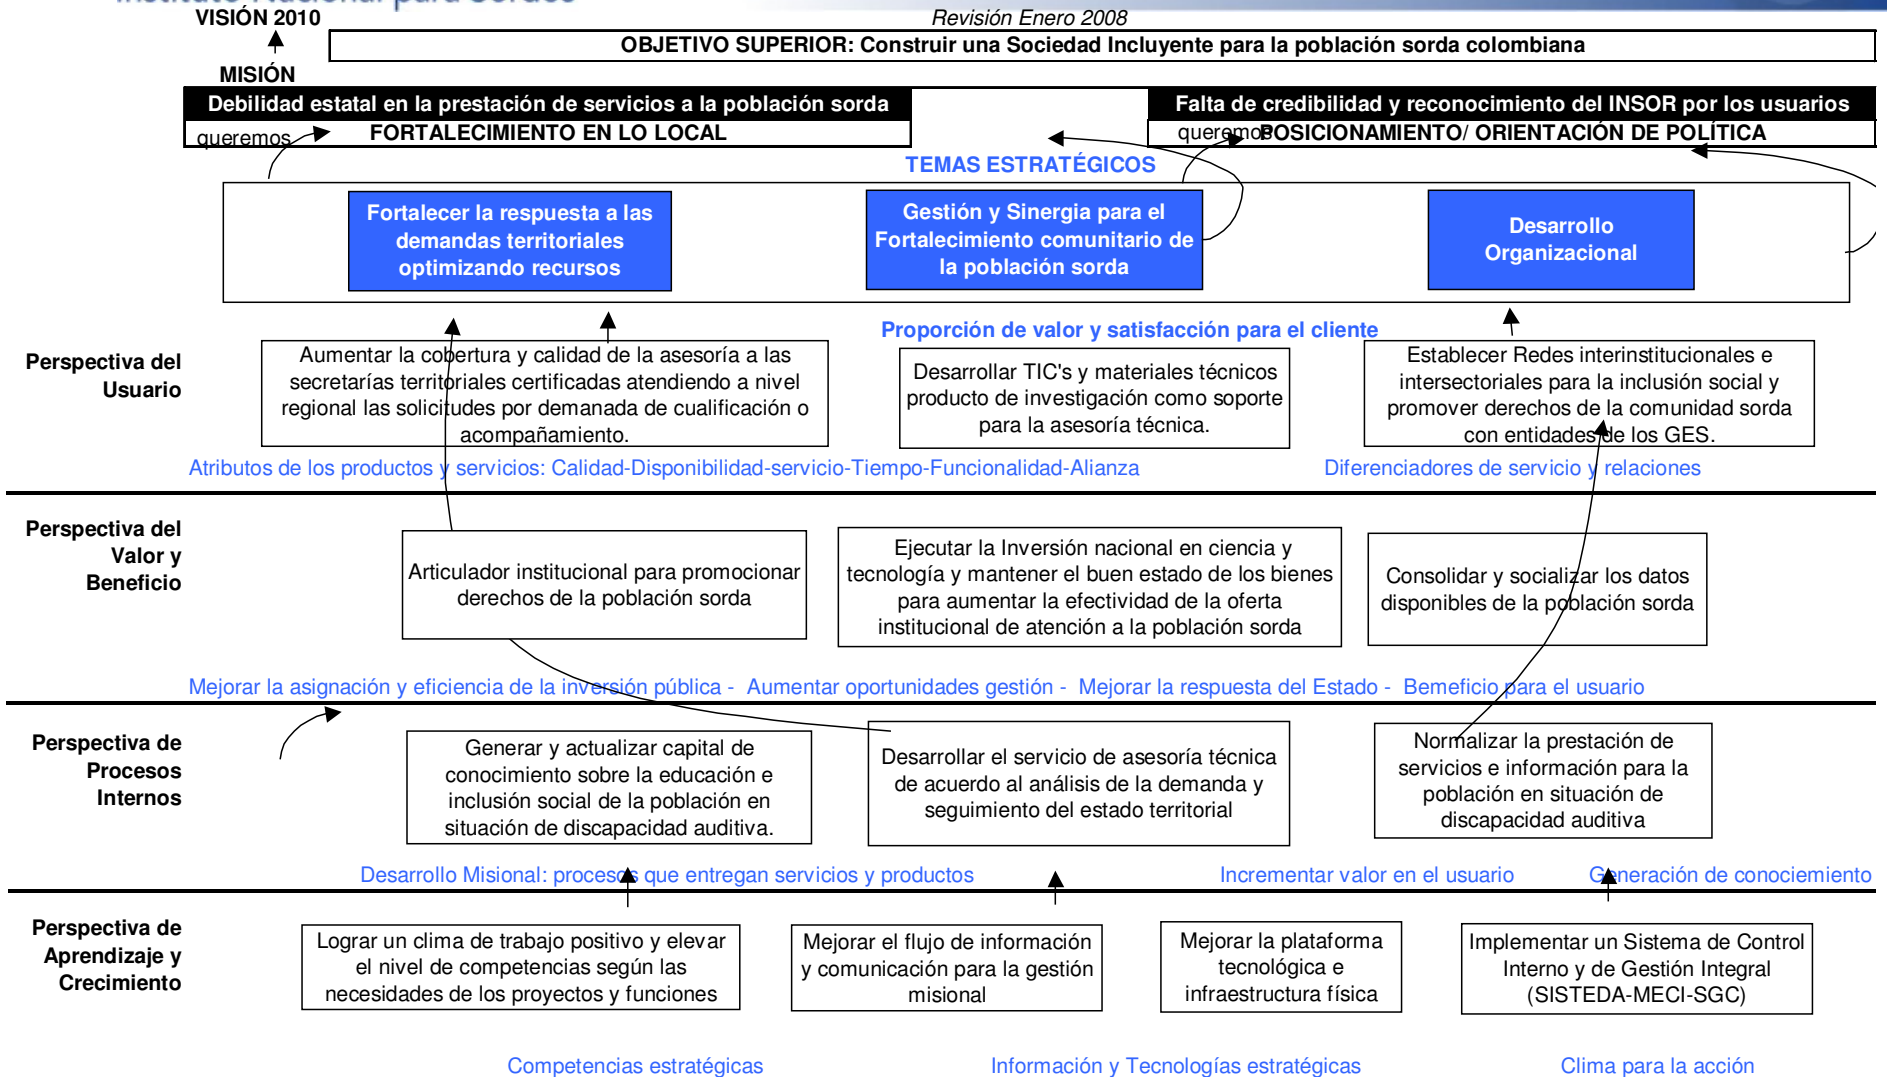 Instituto Nacional para Sordos
VISIÓN 2010
Revisión Enero 2008
OBJETIVO SUPERIOR: Construir una Sociedad Incluyente para la población sorda colombiana
MISIÓN
Debilidad estatal en la prestación de servicios a la población sorda
Falta de credibilidad y reconocimiento del INSOR por los usuarios
queremos
FORTALECIMIENTO EN LO LOCAL
queremos
POSICIONAMIENTO/ ORIENTACIÓN DE POLÍTICA
TEMAS ESTRATÉGICOS
Fortalecer la respuesta a las
demandas territoriales
optimizando recursos
Gestión y Sinergia para el
Fortalecimiento comunitario de
la población sorda
Desarrollo
Organizacional
Proporción de valor y satisfacción para el cliente
Perspectiva del
Usuario
Aumentar la cobertura y calidad de la asesoría a las
secretarías territoriales certificadas atendiendo a nivel
regional las solicitudes por demanada de cualificación o
acompañamiento.
Desarrollar TIC's y materiales técnicos
producto de investigación como soporte
para la asesoría técnica.
Establecer Redes interinstitucionales e
intersectoriales para la inclusión social y
promover derechos de la comunidad sorda
con entidades de los GES.
Atributos de los productos y servicios: Calidad-Disponibilidad-servicio-Tiempo-Funcionalidad-Alianza
Diferenciadores de servicio y relaciones
Perspectiva del
Valor y
Beneficio
Articulador institucional para promocionar
derechos de la población sorda
Ejecutar la Inversión nacional en ciencia y
tecnología y mantener el buen estado de los bienes
para aumentar la efectividad de la oferta
institucional de atención a la población sorda
Consolidar y socializar los datos
disponibles de la población sorda
Mejorar la asignación y eficiencia de la inversión pública - Aumentar oportunidades gestión - Mejorar la respuesta del Estado - Bemeficio para el usuario
Perspectiva de
Procesos
Internos
Generar y actualizar capital de
conocimiento sobre la educación e
inclusión social de la población en
situación de discapacidad auditiva.
Desarrollar el servicio de asesoría técnica
de acuerdo al análisis de la demanda y
seguimiento del estado territorial
Normalizar la prestación de
servicios e información para la
población en situación de
discapacidad auditiva
Desarrollo Misional: procesos que entregan servicios y productos
Incrementar valor en el usuario
Generación de conociemiento
Perspectiva de
Aprendizaje y
Crecimiento
Lograr un clima de trabajo positivo y elevar
el nivel de competencias según las
necesidades de los proyectos y funciones
Mejorar el flujo de información
y comunicación para la gestión
misional
Mejorar la plataforma
tecnológica e
infraestructura física
Implementar un Sistema de Control
Interno y de Gestión Integral
(SISTEDA-MECI-SGC)
Competencias estratégicas
Información y Tecnologías estratégicas
Clima para la acción